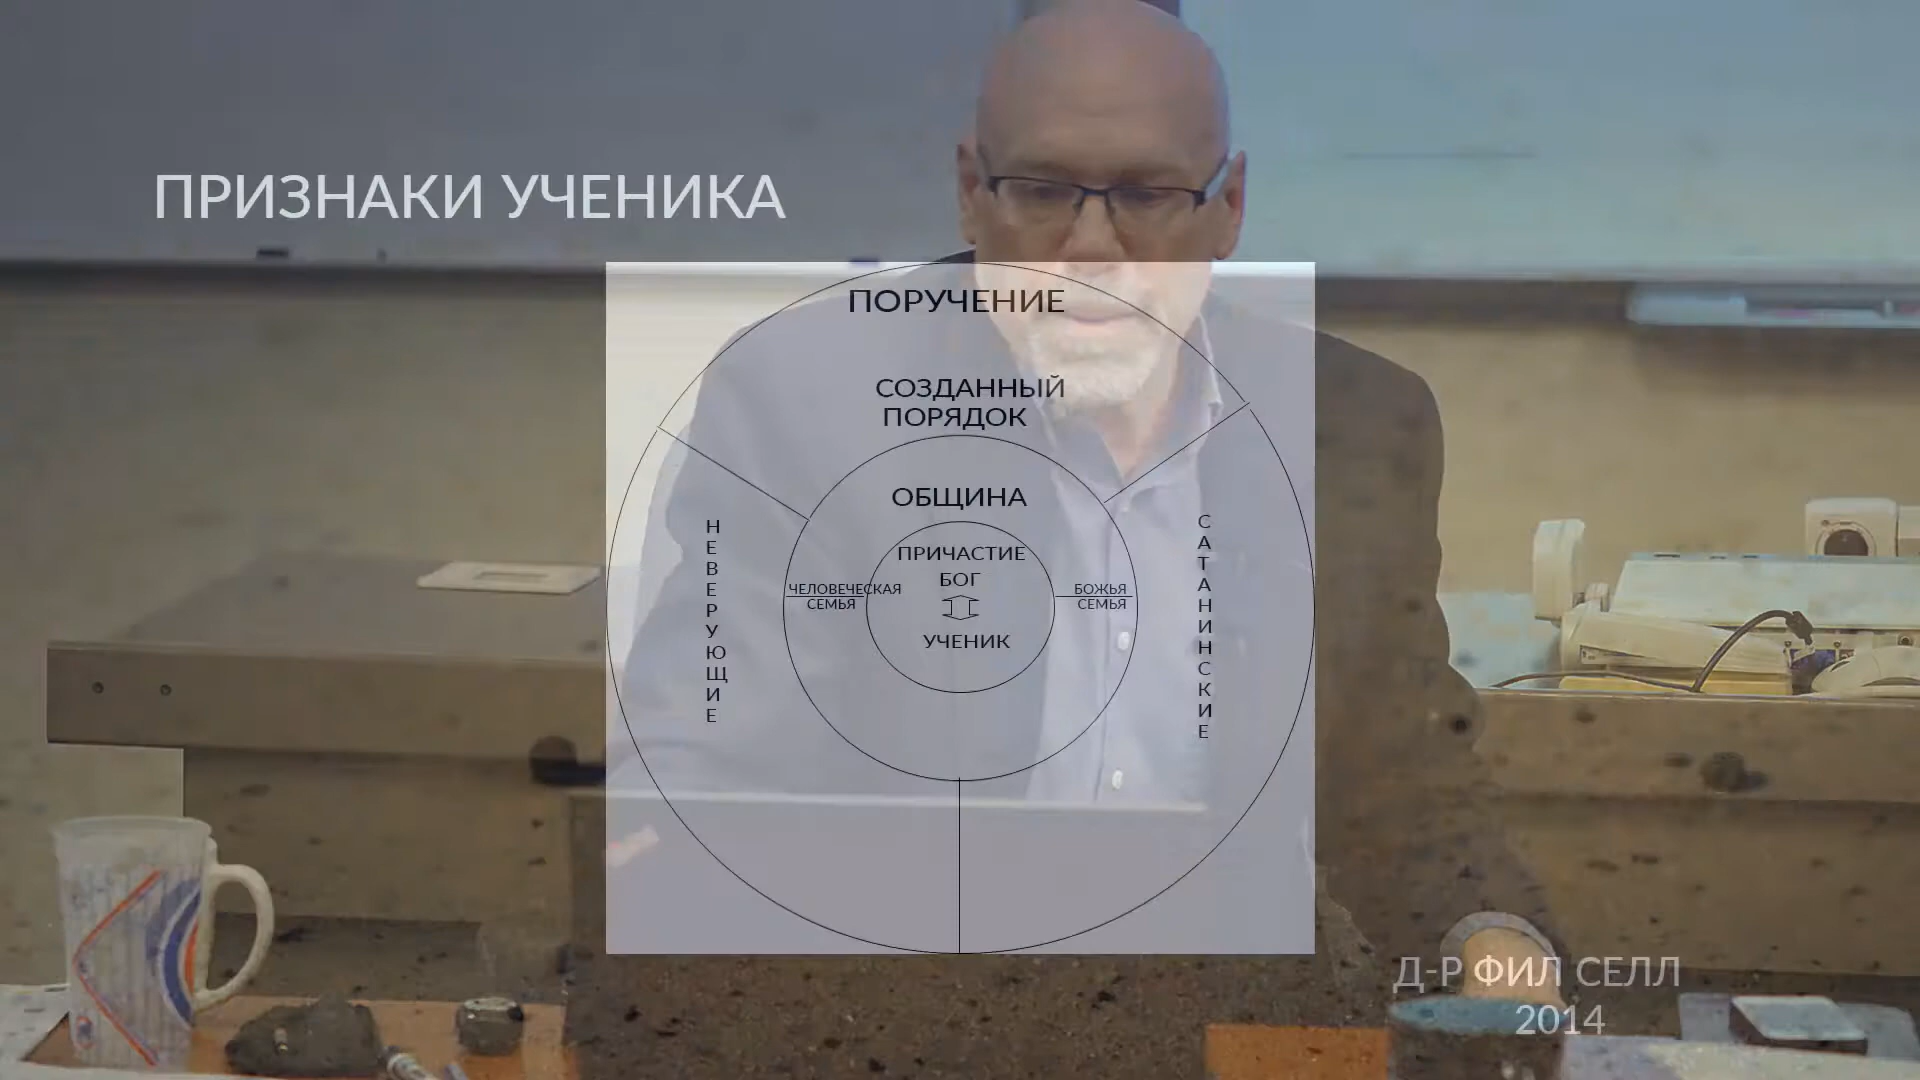 ПРИЗНАКИ УЧЕНИКА
ПОРУЧЕНИЕ
СОЗДАННЫЙ
ПОРЯДОК
ОБЩИНА
ПРИЧАСТИЕ
БОГ
УЧЕНИК
ЧЕЛОВЕЧЕСКАЯ
СЕМЬЯ
БОЖЬЯ
СЕМЬЯ
НЕВЕРУЮЩИЕ
САТАНИНСКИЕ
Д-Р ФИЛ СЕЛЛ
2014